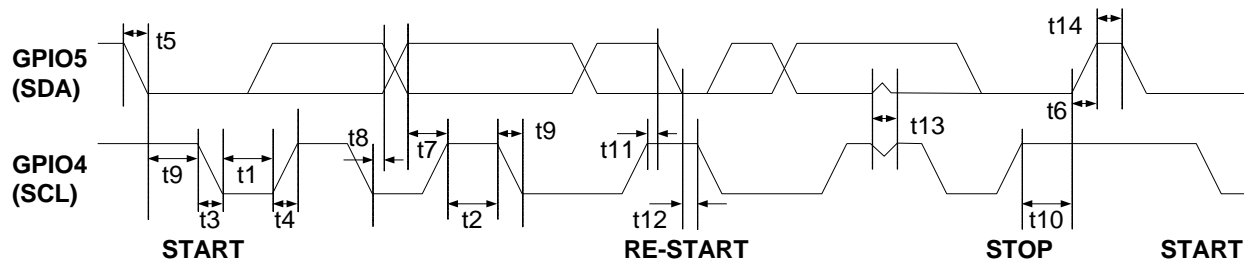 t14
t5
GPIO5
(SDA)
t6
t13
t8
t9
t7
t11
GPIO4
(SCL)
t9
t1
t3
t4
t2
t12
t10
START
RE-START
STOP
START